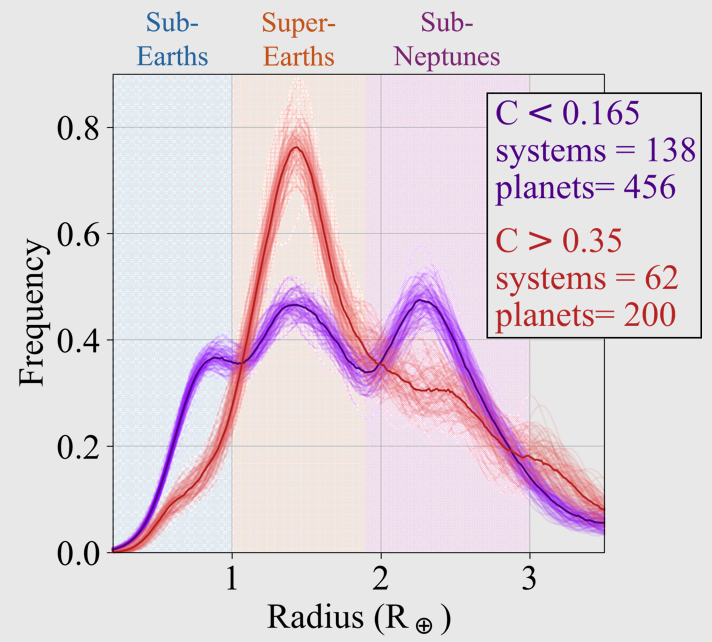 Sub-
Earths
Super-
Earths
Sub-
Neptunes
C < 0.165
systems = 138
planets= 456
C > 0.35
systems = 62
planets= 200
Frequency
0.8
0.6
0.4
0.2
0.0
1
2
3
Radius (R⊕)